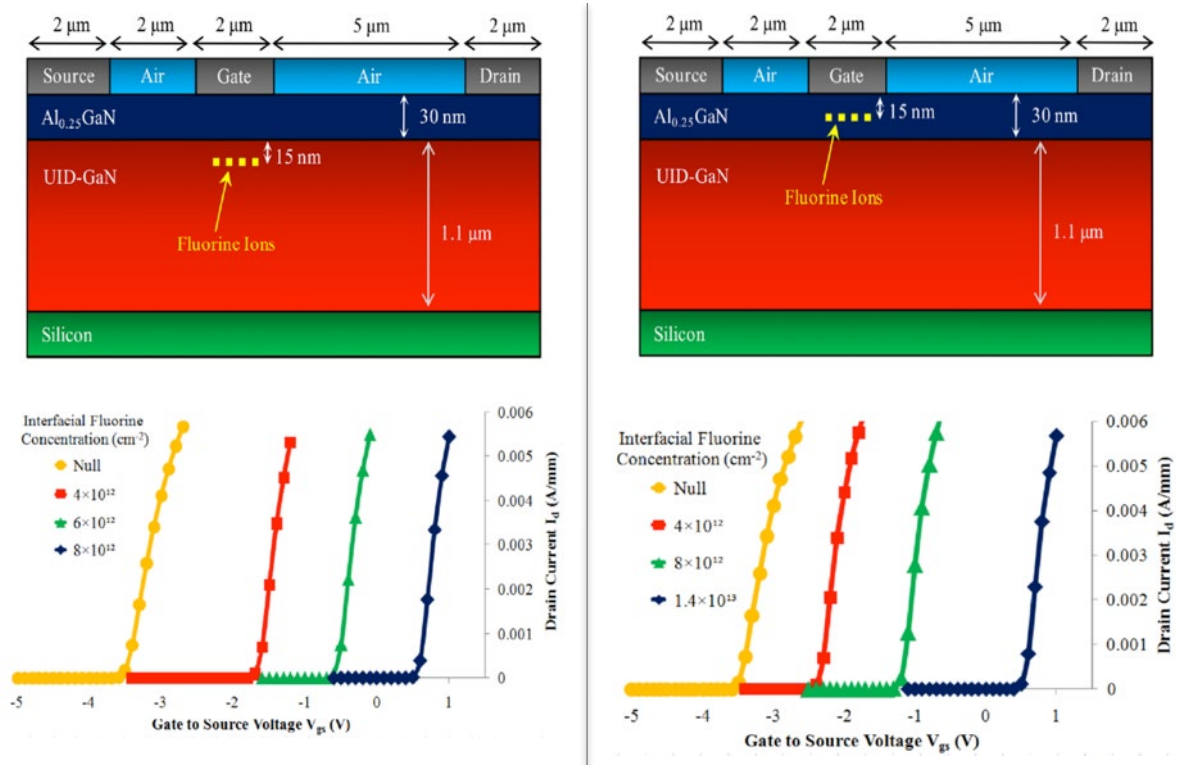 2 μm 2 μm 2 μm 5 μm 2 μm
Source Air Gate Air Drain
Al0.25GaN
30 nm
15 nm
UID-GaN
Fluorine Ions
1.1 μm
Silicon
Interfacial Fluorine
Concentration (cm-2)
Null
4×10¹²
6×10¹²
8×10¹²
0.006
0.005
0.004
0.003
0.002
0.001
0
Drain Current Id (A/mm)
-5 -4 -3 -2 -1 0 1
Gate to Source Voltage Vgs (V)
2 μm 2 μm 2 μm 5 μm 2 μm
Source Air Gate Air Drain
Al0.25GaN
15 nm
30 nm
UID-GaN
Fluorine Ions
1.1 μm
Silicon
Interfacial Fluorine
Concentration (cm-2)
Null
4×10¹²
8×10¹²
1.4×10¹³
0.006
0.005
0.004
0.003
0.002
0.001
0
Drain Current Id (A/mm)
-5 -4 -3 -2 -1 0 1
Gate to Source Voltage Vgs (V)